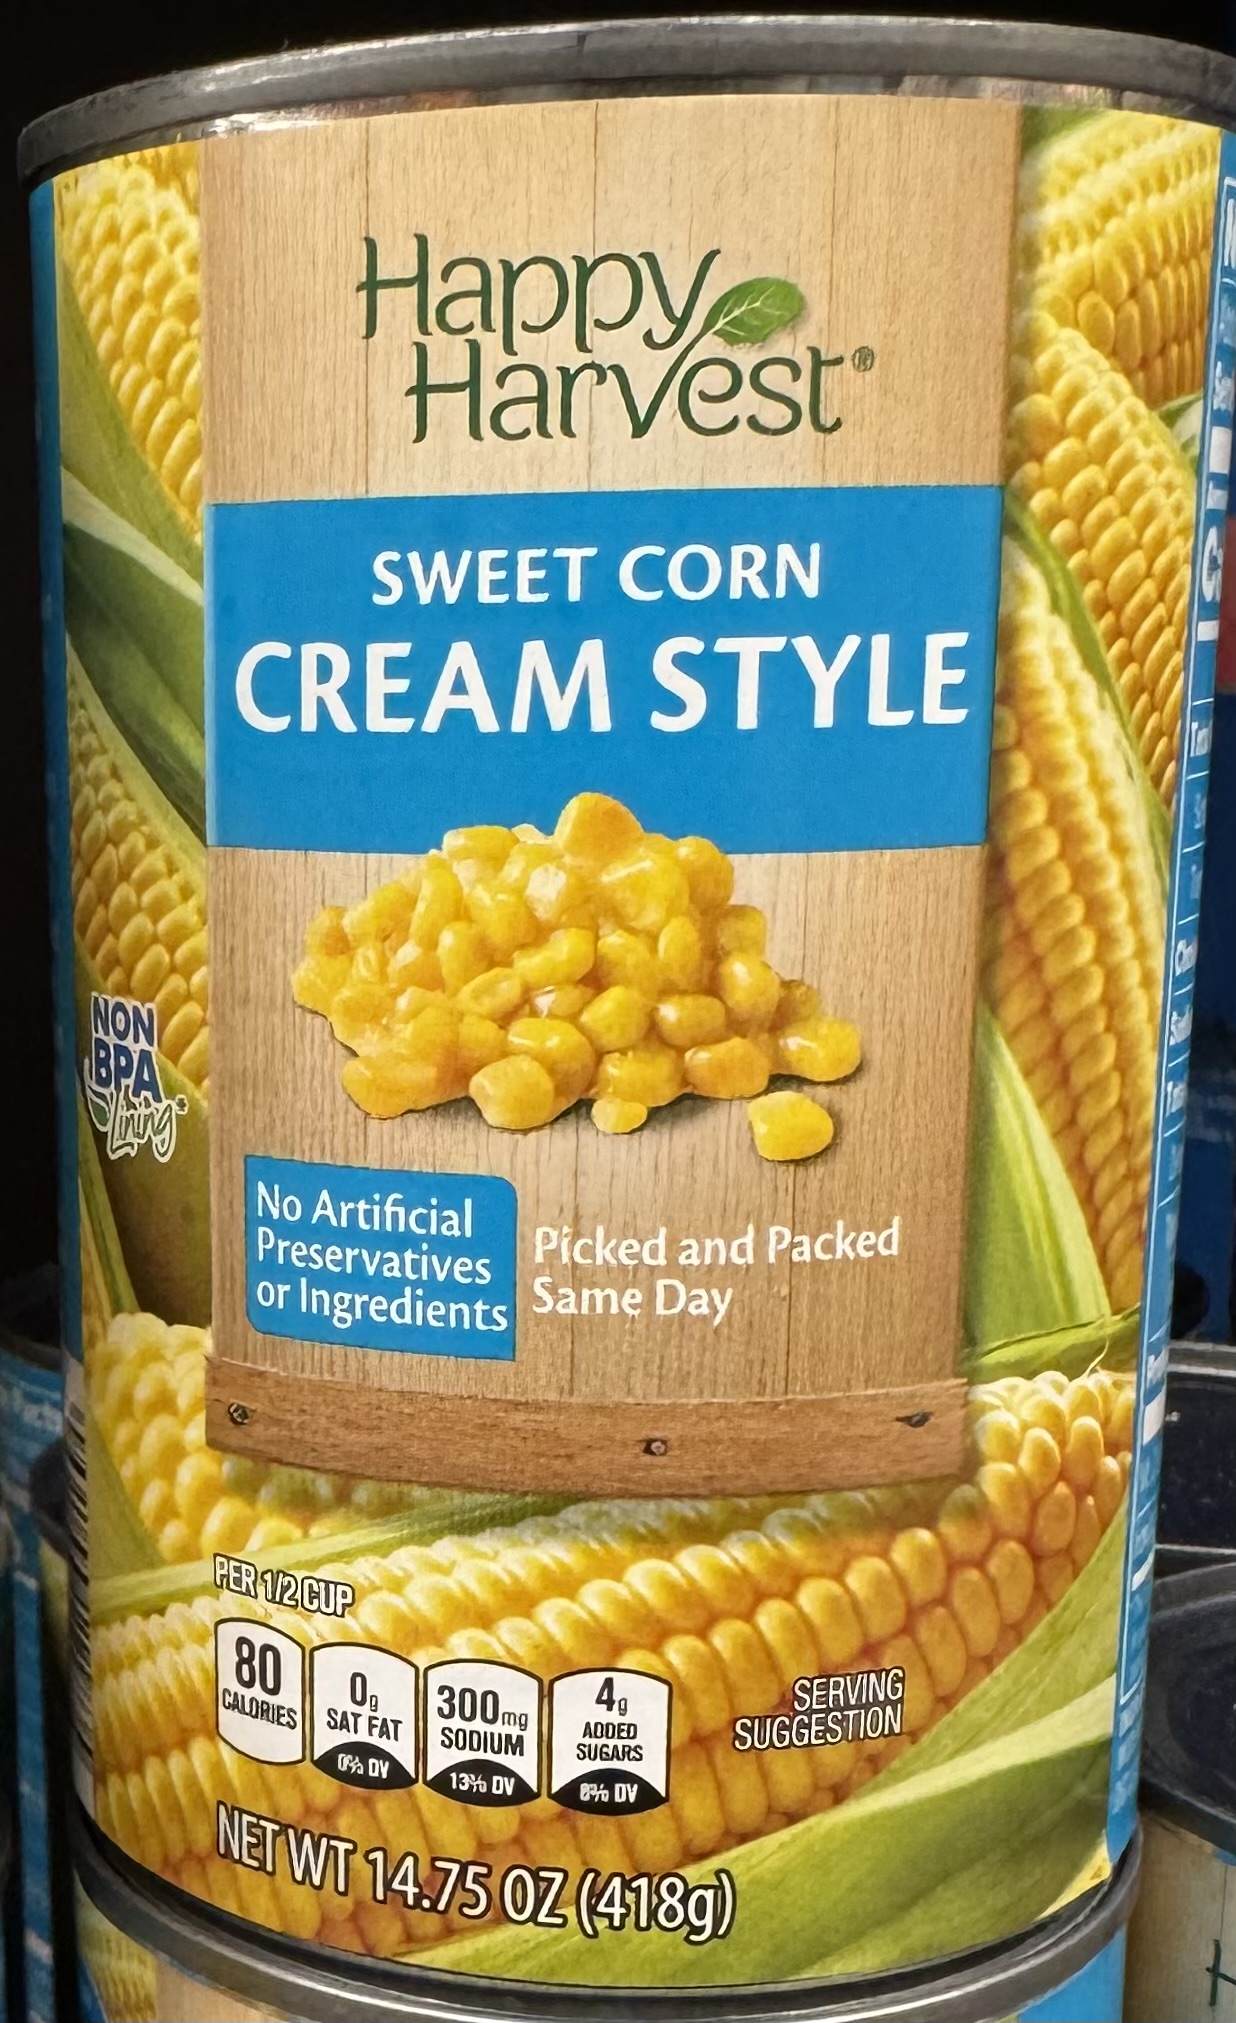 Happy
Harvest®
SWEET CORN
CREAM STYLE
NON
BPA
Lining*
No Artificial
Preservatives
or Ingredients
Picked and Packed
Same Day
PER 1/2 CUP
80
CALORIES
0g
SAT FAT
0% DV
300mg
SODIUM
13% DV
4g
ADDED
SUGARS
8% DV
SERVING
SUGGESTION
NET WT 14.75 OZ (418g)